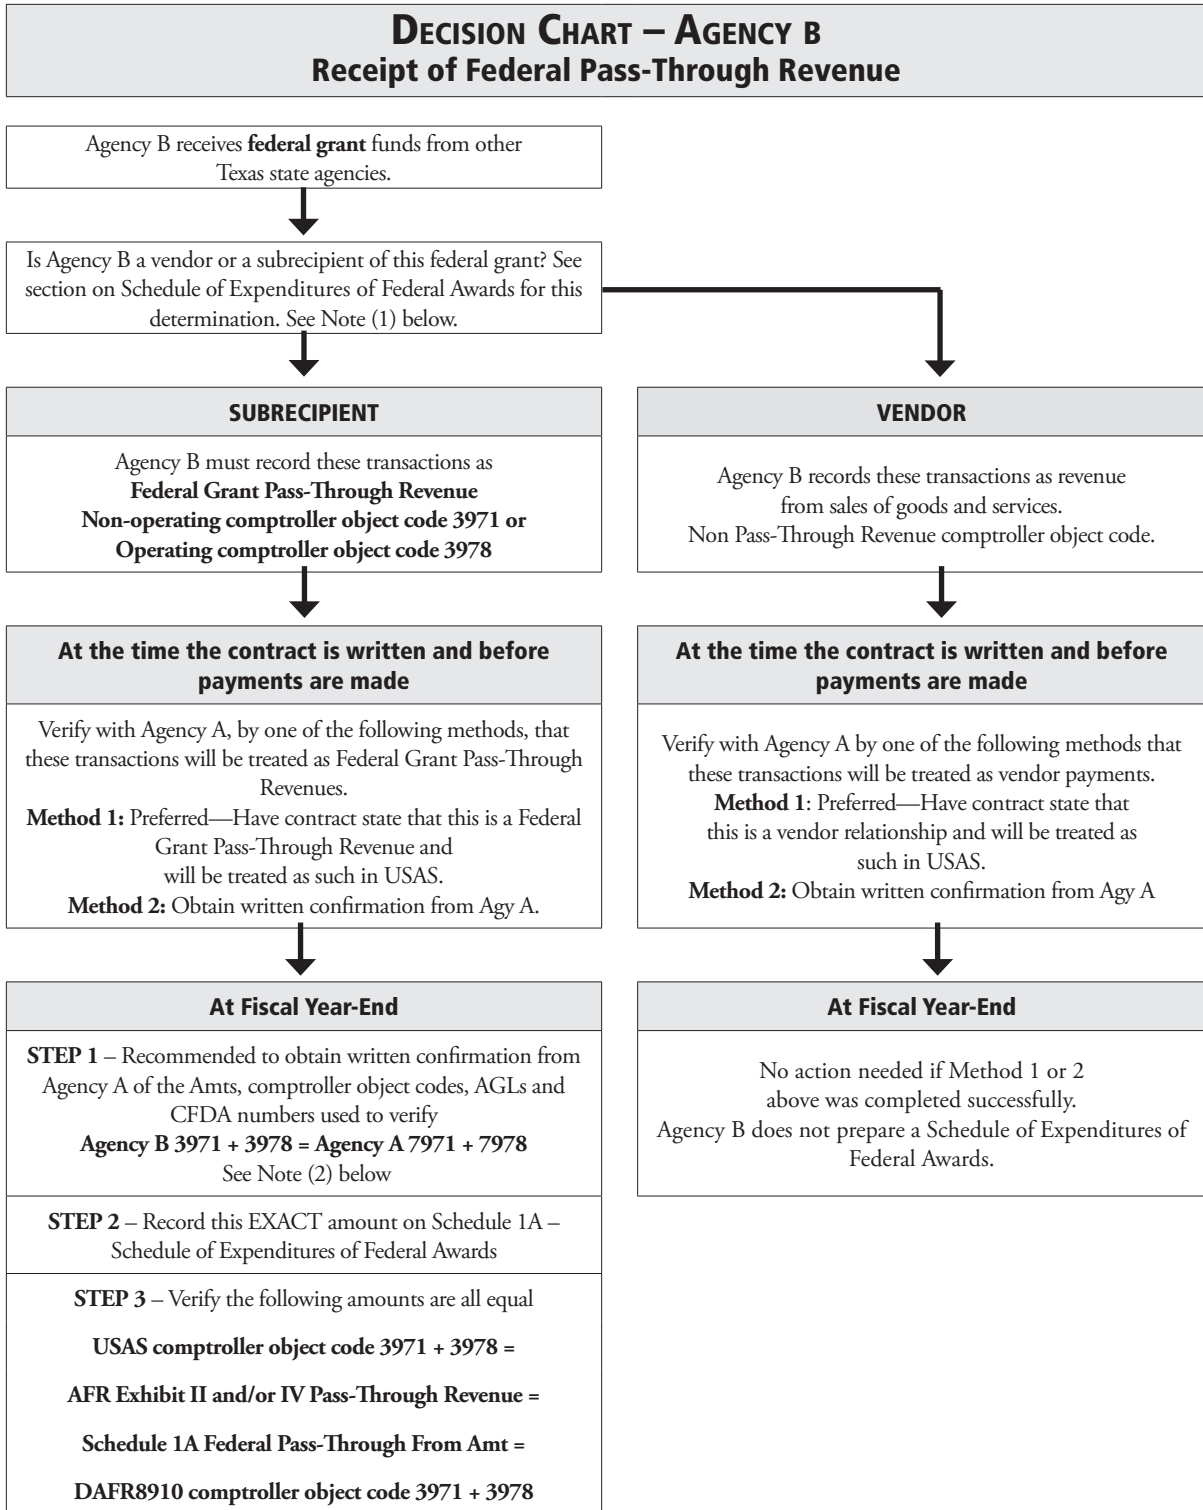 DECISION CHART – AGENCY B
Receipt of Federal Pass-Through Revenue
Agency B receives federal grant funds from other
Texas state agencies.
Is Agency B a vendor or a subrecipient of this federal grant? See
section on Schedule of Expenditures of Federal Awards for this
determination. See Note (1) below.
SUBRECIPIENT
Agency B must record these transactions as
Federal Grant Pass-Through Revenue
Non-operating comptroller object code 3971 or
Operating comptroller object code 3978
At the time the contract is written and before
payments are made
Verify with Agency A, by one of the following methods, that
these transactions will be treated as Federal Grant Pass-Through
Revenues.
Method 1: Preferred—Have contract state that this is a Federal
Grant Pass-Through Revenue and
will be treated as such in USAS.
Method 2: Obtain written confirmation from Agy A.
At Fiscal Year-End
STEP 1 – Recommended to obtain written confirmation from
Agency A of the Amts, comptroller object codes, AGLs and
CFDA numbers used to verify
Agency B 3971 + 3978 = Agency A 7971 + 7978
See Note (2) below
STEP 2 – Record this EXACT amount on Schedule 1A –
Schedule of Expenditures of Federal Awards
STEP 3 – Verify the following amounts are all equal
USAS comptroller object code 3971 + 3978 =
AFR Exhibit II and/or IV Pass-Through Revenue =
Schedule 1A Federal Pass-Through From Amt =
DAFR8910 comptroller object code 3971 + 3978
VENDOR
Agency B records these transactions as revenue
from sales of goods and services.
Non Pass-Through Revenue comptroller object code.
At the time the contract is written and before
payments are made
Verify with Agency A by one of the following methods that
these transactions will be treated as vendor payments.
Method 1: Preferred—Have contract state that
this is a vendor relationship and will be treated as
such in USAS.
Method 2: Obtain written confirmation from Agy A
At Fiscal Year-End
No action needed if Method 1 or 2
above was completed successfully.
Agency B does not prepare a Schedule of Expenditures of
Federal Awards.